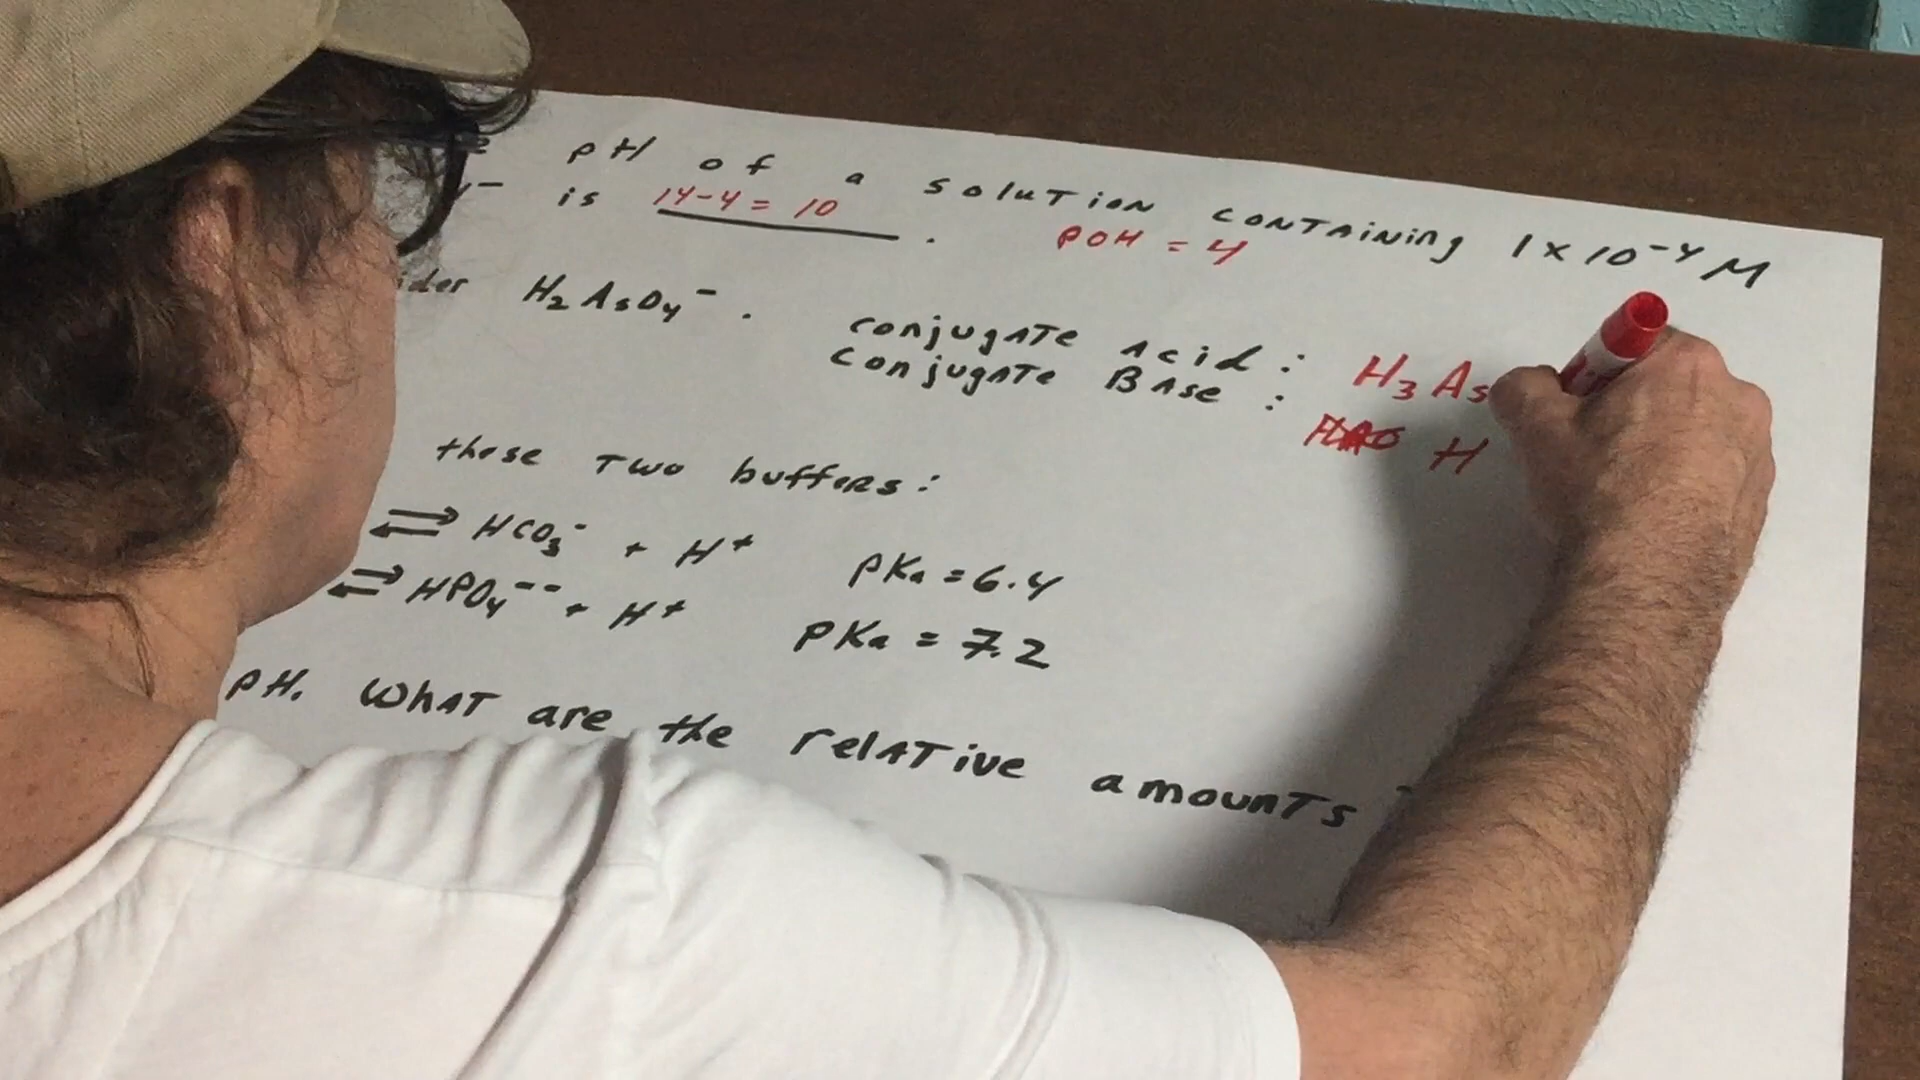 pH of a solution containing 1 x 10⁻⁴ M
⁻ is 14-4 = 10 . pOH = 4
ider H₂AsO₄⁻ . conjugate Acid : H₃As
conjugate Base : H
these two buffers :
⇌ HCO₃⁻ + H⁺ pKa = 6.4
⇌ HPO₄⁻⁻ + H⁺ pKa = 7.2
pH. What are the relative amounts